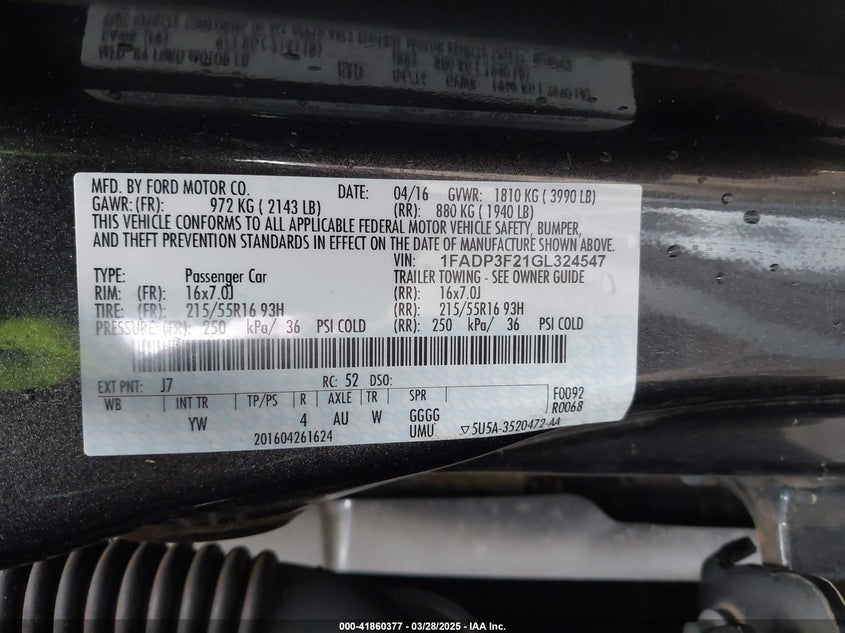 MFD. BY FORD MOTOR CO. DATE: 04/16 GVWR: 1810 KG ( 3990 LB)
GAWR: (FR): 972 KG ( 2143 LB) (RR): 880 KG ( 1940 LB)
THIS VEHICLE CONFORMS TO ALL APPLICABLE FEDERAL MOTOR VEHICLE SAFETY, BUMPER,
AND THEFT PREVENTION STANDARDS IN EFFECT ON THE DATE OF MANUFACTURE SHOWN ABOVE.
VIN: 1FADP3F21GL324547
TYPE: Passenger Car TRAILER TOWING - SEE OWNER GUIDE
RIM: (FR): 16x7.0J (RR): 16x7.0J
TIRE: (FR): 215/55R16 93H (RR): 215/55R16 93H
PRESSURE (FR): 250 kPa/ 36 PSI COLD (RR): 250 kPa/ 36 PSI COLD
EXT PNT: J7 RC: 52 DSO:
WB INT TR TP/PS R AXLE TR SPR F0092
YW 4 AU W GGGG R0068
201604261624 UMU 5U5A-3520472-AA
000-41860377 | 03/28/2025 | IAA Inc.